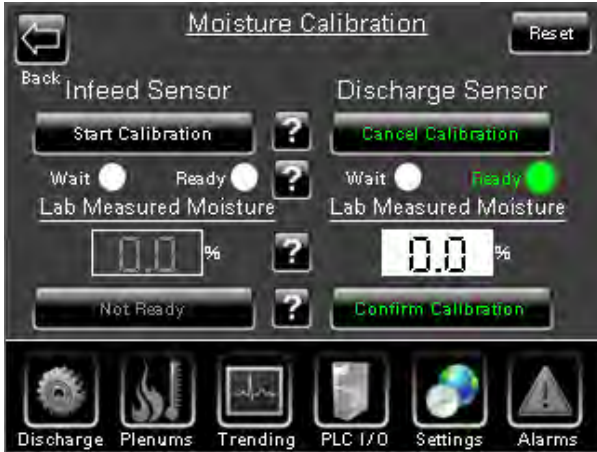 Moisture Calibration
Reset
Back
Infeed Sensor
Discharge Sensor
Start Calibration
?
Cancel Calibration
Wait
Ready
?
Wait
Ready
Lab Measured Moisture
Lab Measured Moisture
0.0 %
?
0.0 %
Not Ready
?
Confirm Calibration
Discharge
Plenums
Trending
PLC I/O
Settings
Alarms